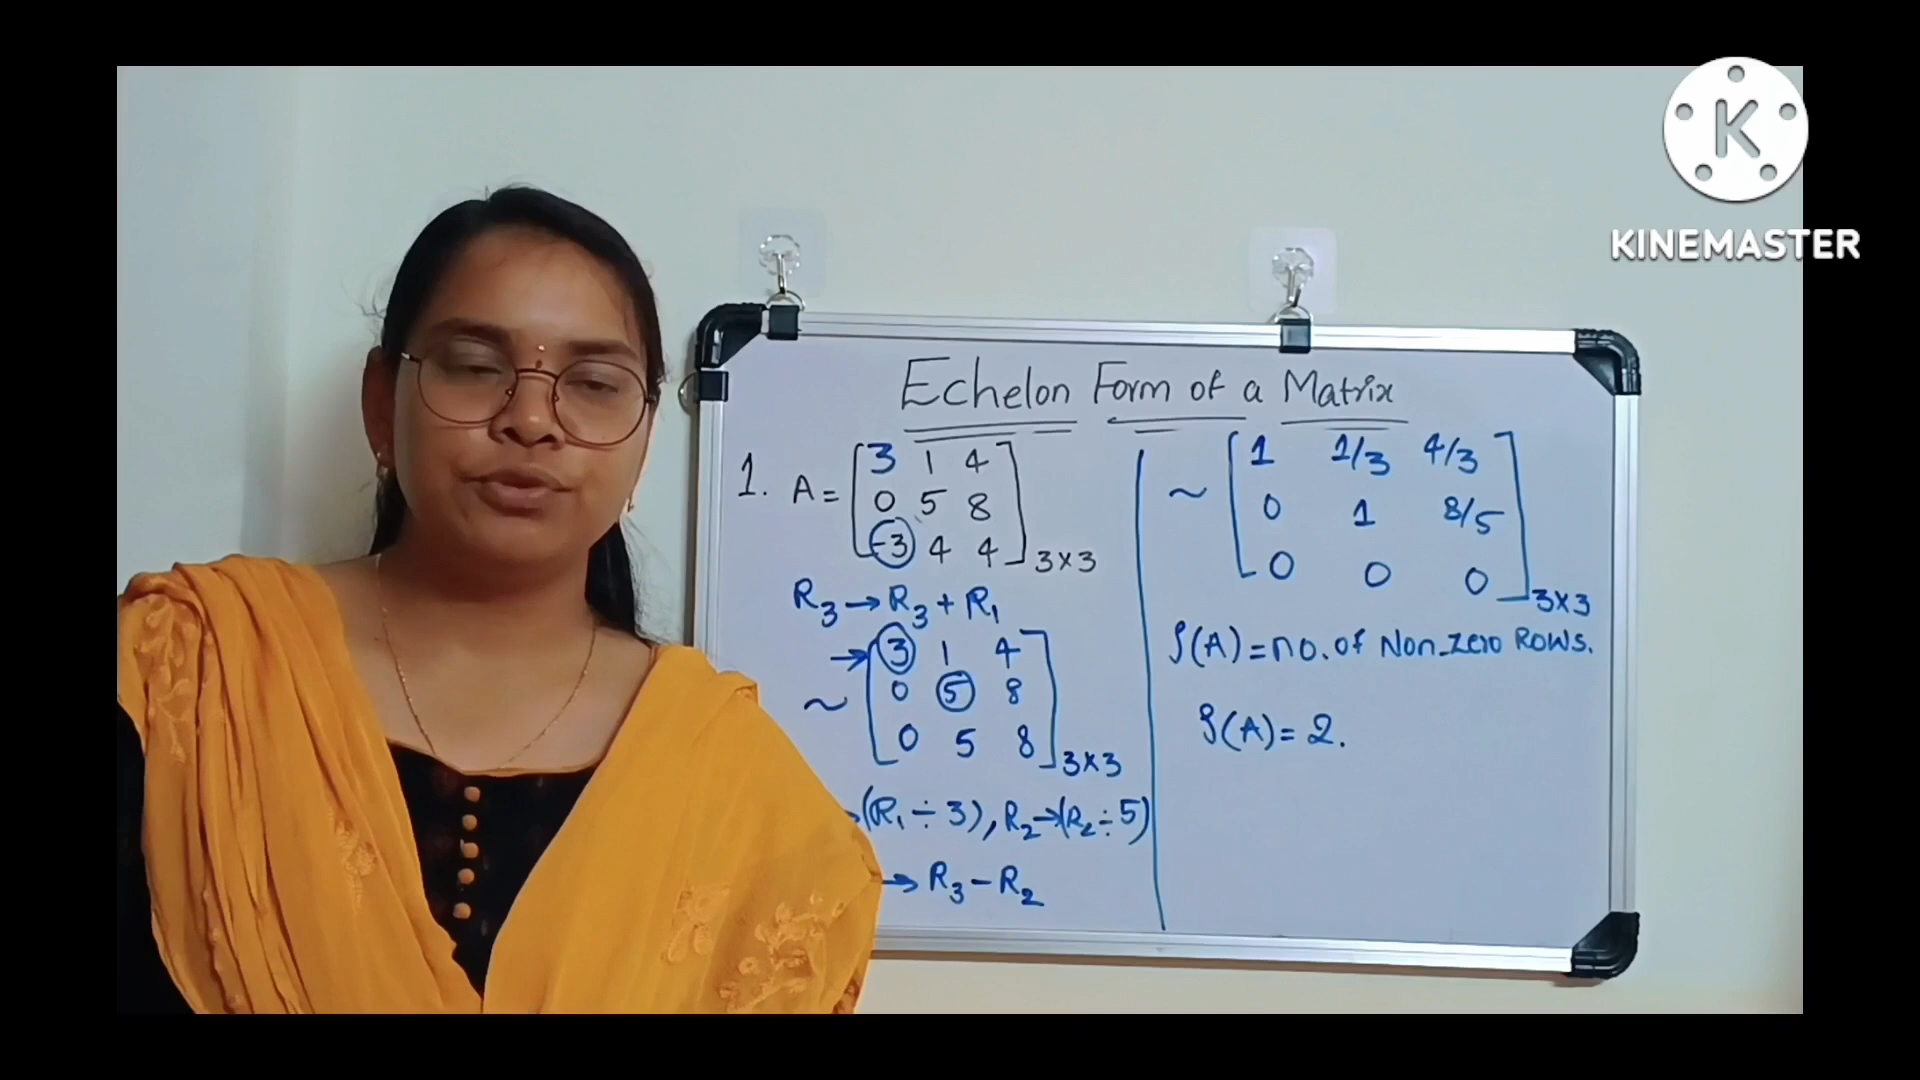 K
KINEMASTER
Echelon Form of a Matrix
1. A = [3 1 4
0 5 8
-3 4 4] 3×3
R3 → R3 + R1
→ [3 1 4
~ 0 5 8
0 5 8] 3×3
(R1 ÷ 3), R2 → (R2 ÷ 5)
→ R3 - R2
~ [1 1/3 4/3
0 1 8/5
0 0 0] 3×3
ρ(A) = no. of Non-zero Rows.
ρ(A) = 2.